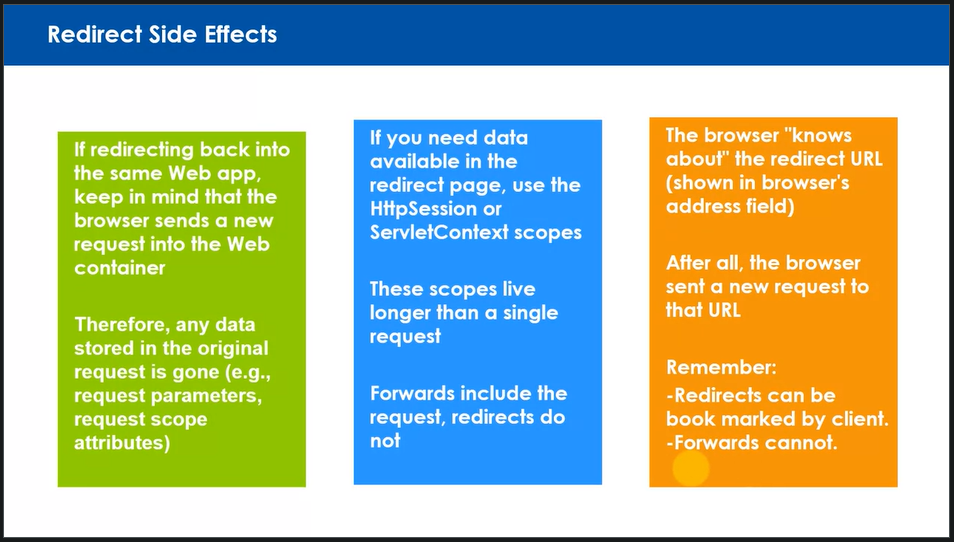 Redirect Side Effects
If redirecting back into
the same Web app,
keep in mind that the
browser sends a new
request into the Web
container
Therefore, any data
stored in the original
request is gone (e.g.,
request parameters,
request scope
attributes)
If you need data
available in the
redirect page, use the
HttpSession or
ServletContext scopes
These scopes live
longer than a single
request
Forwards include the
request, redirects do
not
The browser "knows
about" the redirect URL
(shown in browser's
address field)
After all, the browser
sent a new request to
that URL
Remember:
-Redirects can be
book marked by client.
-Forwards cannot.